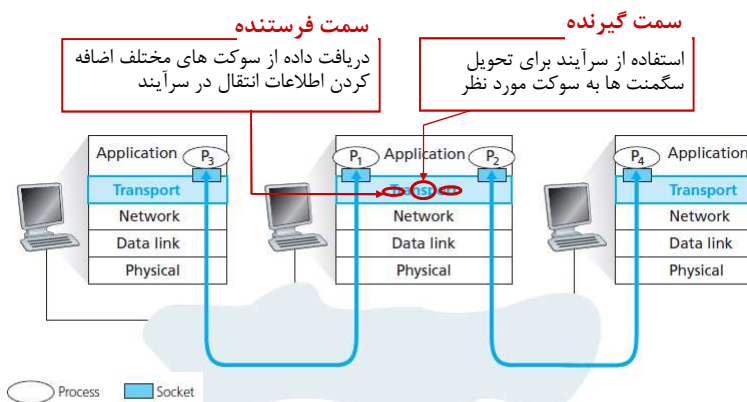 سمت گیرنده
استفاده از سرآیند برای تحویل
سگمنت ها به سوکت مورد نظر
سمت فرستنده
دریافت داده از سوکت های مختلف اضافه
کردن اطلاعات انتقال در سرآیند
Application P3
Transport
Network
Data link
Physical
P1 Application P2
Transport
Network
Data link
Physical
P4 Application
Transport
Network
Data link
Physical
Process Socket